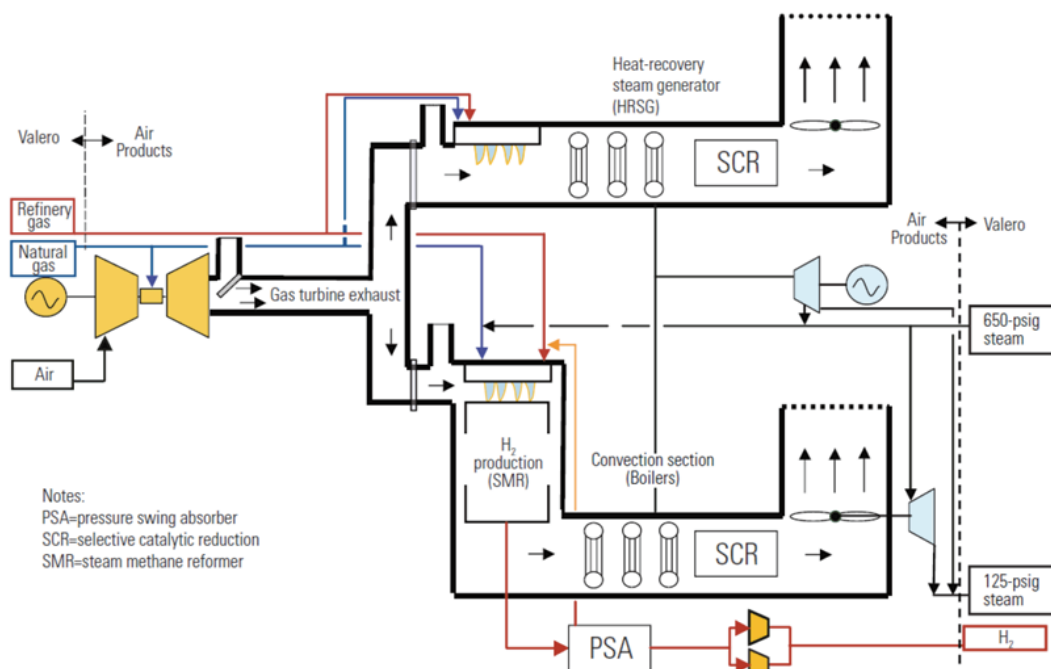 Heat-recovery
steam generator
(HRSG)
Valero
Air
Products
SCR
Refinery
gas
Natural
gas
Air
Products
Valero
Gas turbine exhaust
650-psig
steam
Air
H2
production
(SMR)
Convection section
(Boilers)
Notes:
PSA=pressure swing absorber
SCR=selective catalytic reduction
SMR=steam methane reformer
SCR
125-psig
steam
PSA
H2